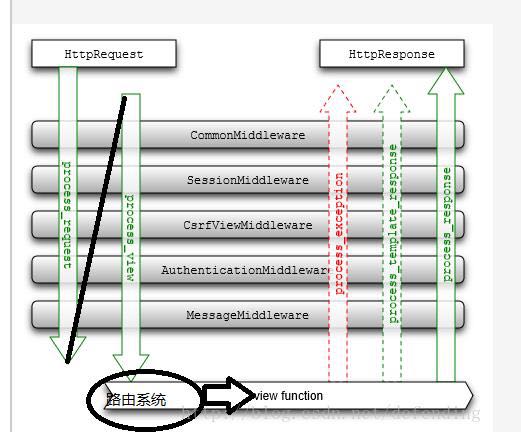 HttpRequest
HttpResponse
CommonMiddleware
SessionMiddleware
CsrfViewMiddleware
AuthenticationMiddleware
MessageMiddleware
process_request
process_view
process_exception
process_template_response
process_response
路由系统
view function
http://blog.csdn.net/defending